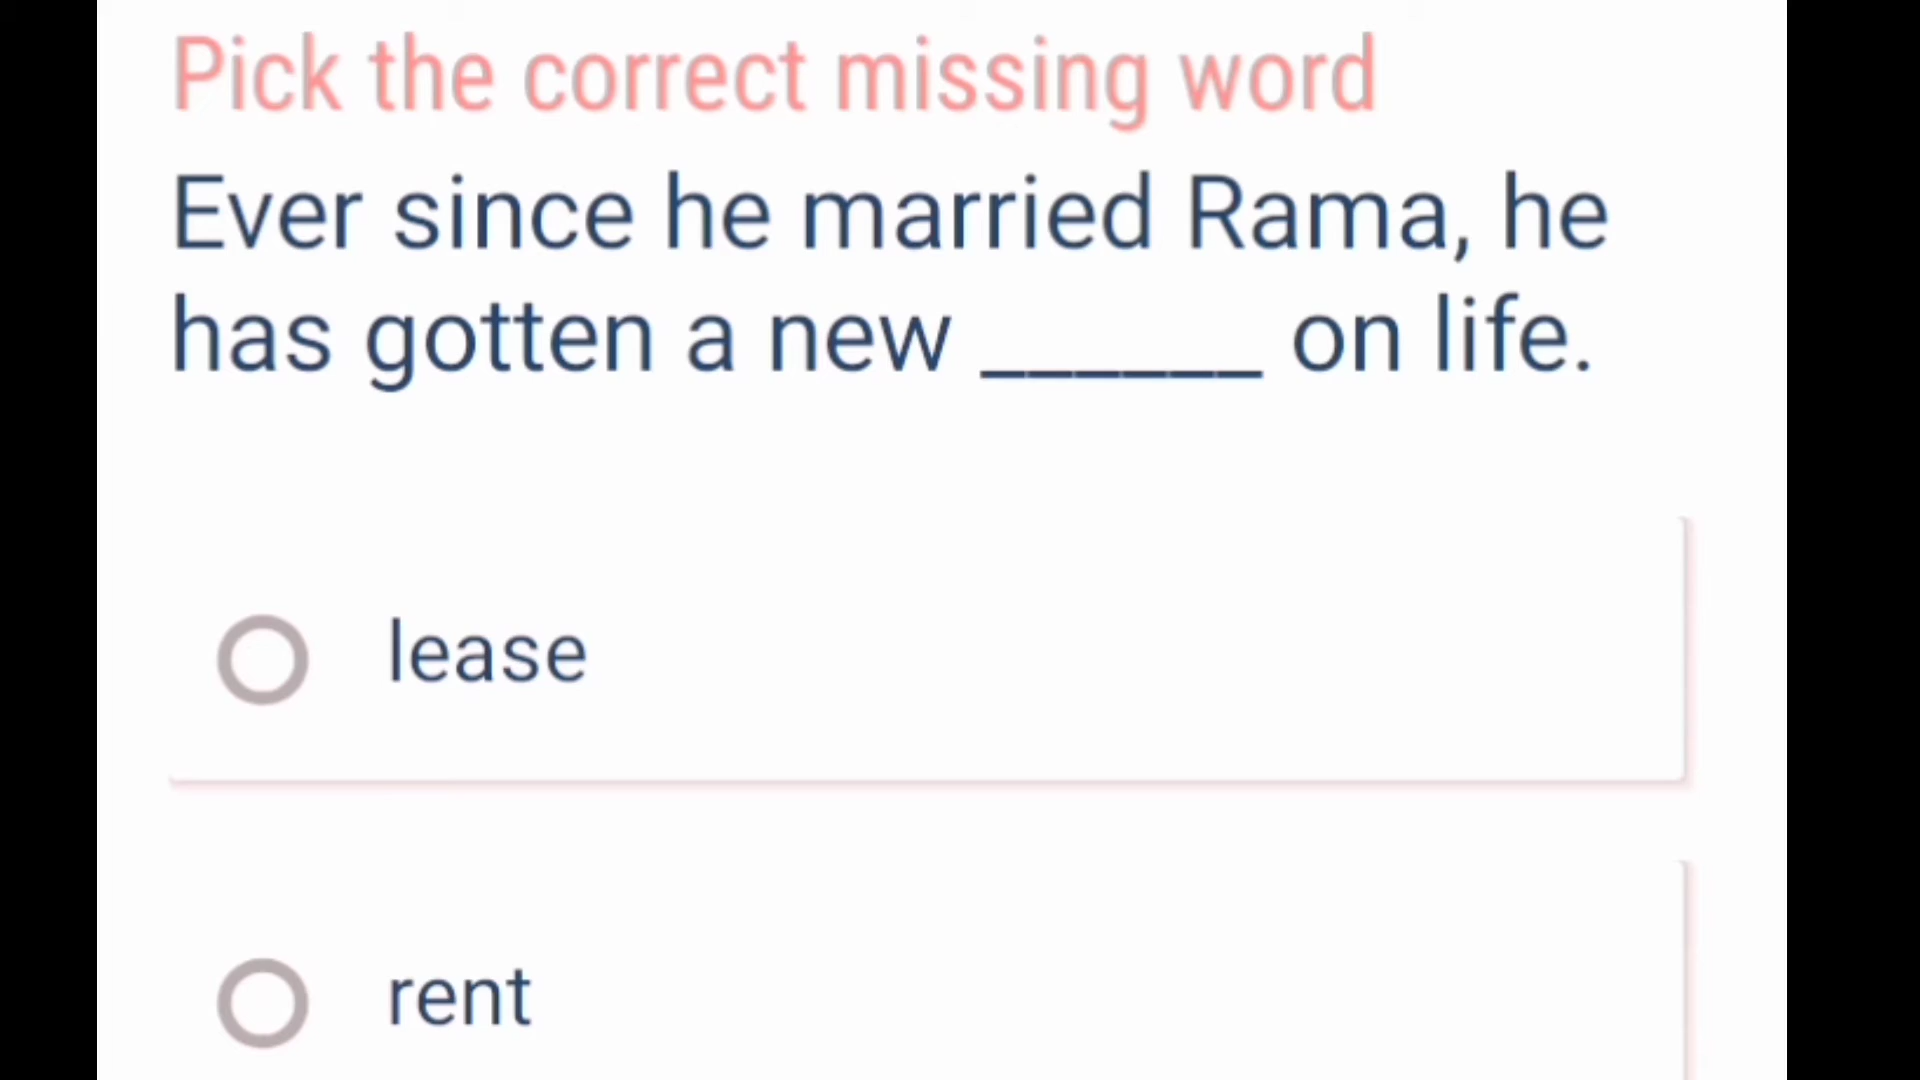 Pick the correct missing word
Ever since he married Rama, he
has gotten a new ______ on life.
lease
rent